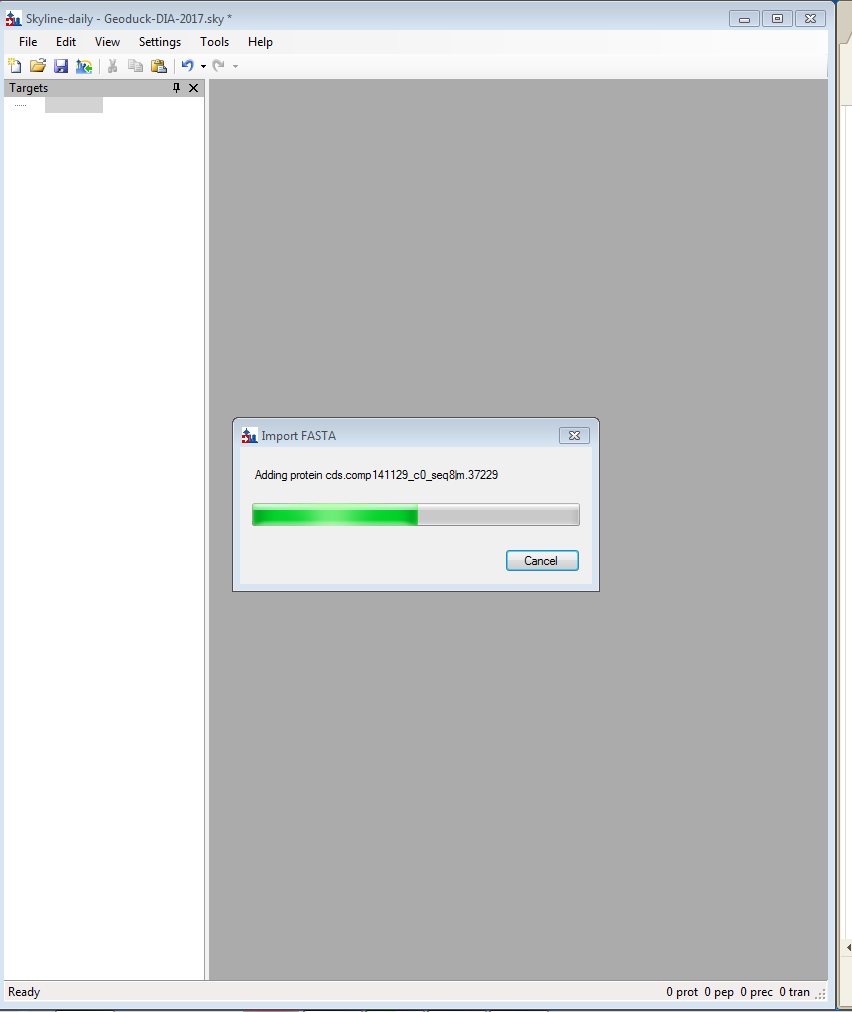 Skyline-daily - Geoduck-DIA-2017.sky *
File Edit View Settings Tools Help
Targets
Import FASTA
Adding protein cds.comp141129_c0_seq8|m.37229
Cancel
Ready 0 prot 0 pep 0 prec 0 tran